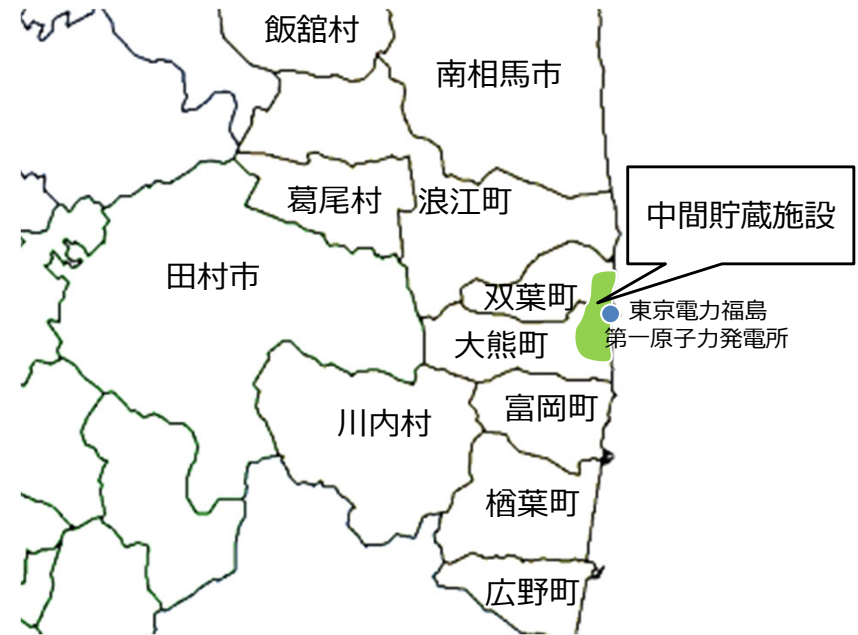 飯舘村
南相馬市
葛尾村
浪江町
中間貯蔵施設
田村市
双葉町
東京電力福島
第一原子力発電所
大熊町
富岡町
川内村
楢葉町
広野町